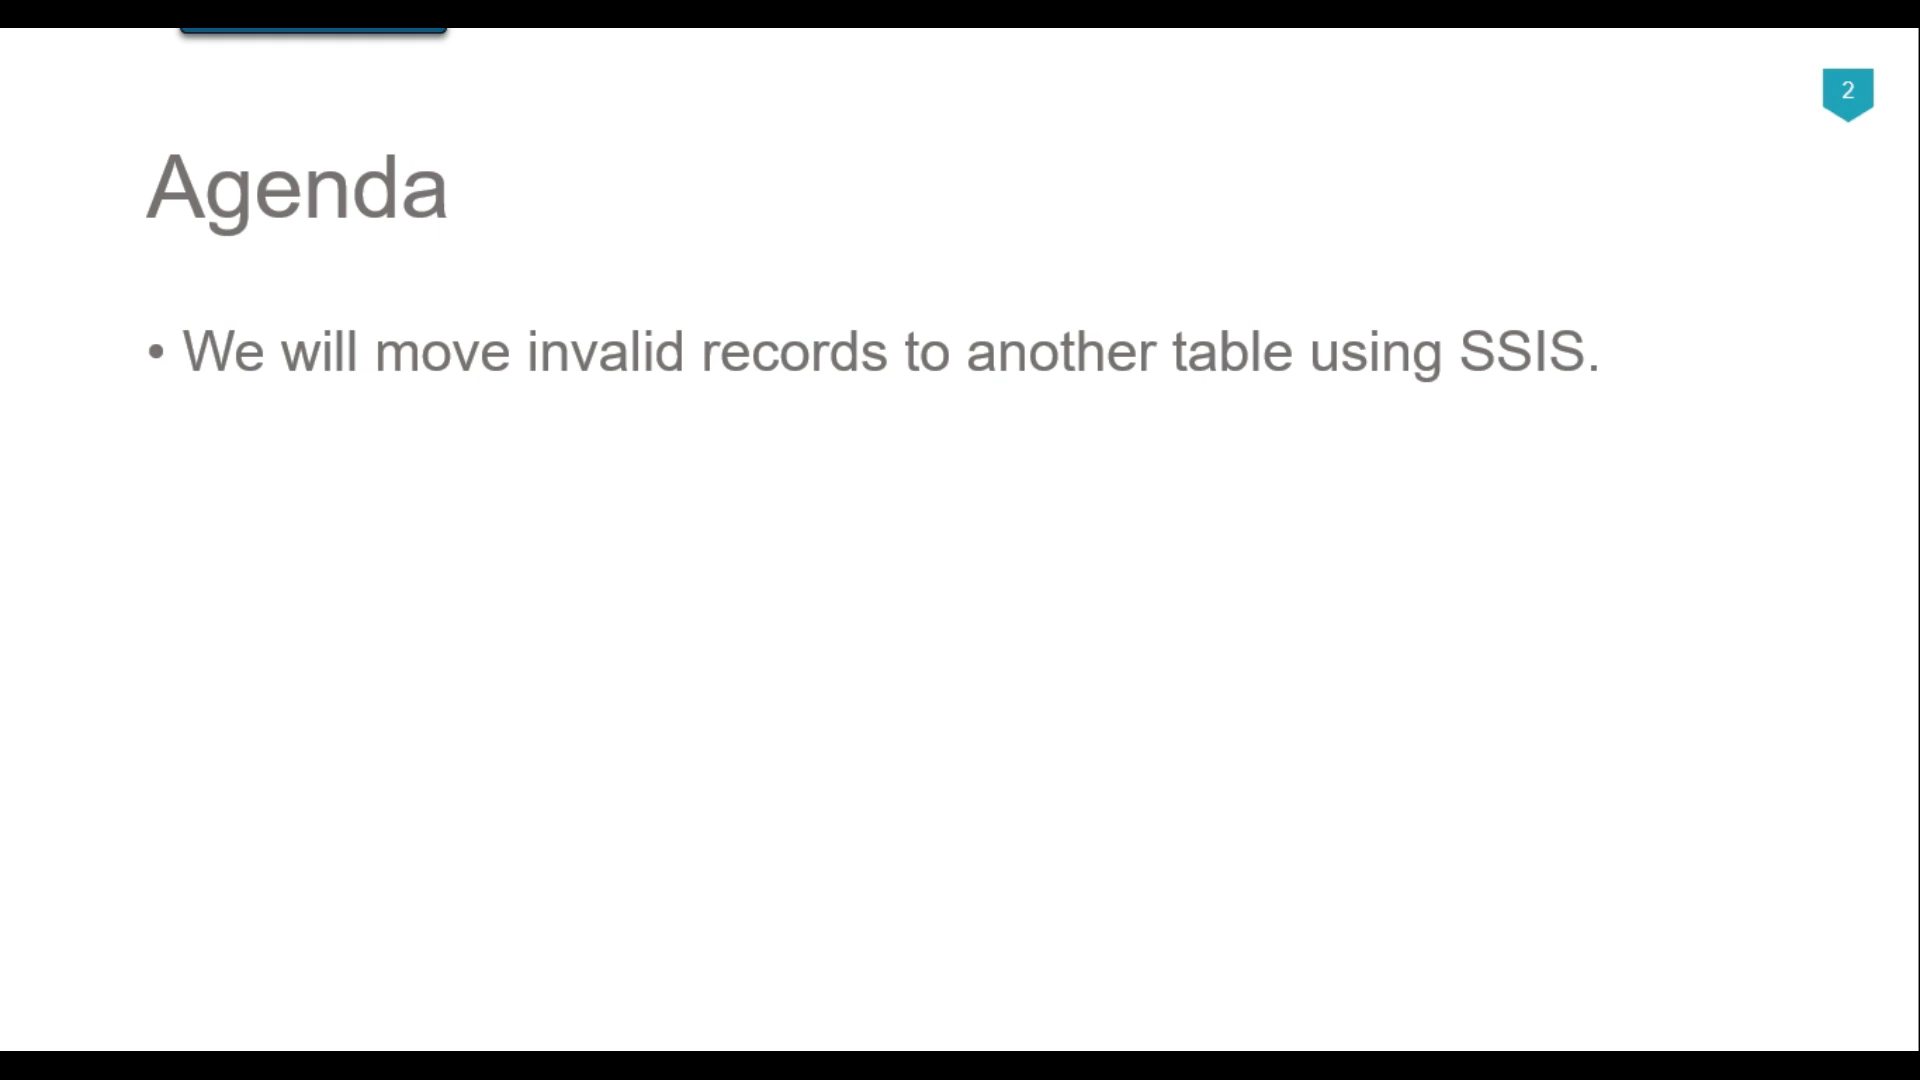 2
Agenda
• We will move invalid records to another table using SSIS.